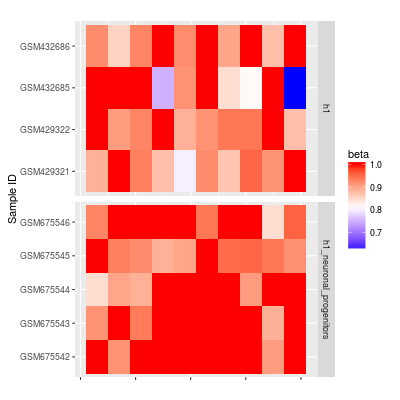 GSM432686
GSM432685
GSM429322
GSM429321
h1
GSM675546
GSM675545
GSM675544
GSM675543
GSM675542
h1_neuronal_progenitors
Sample ID
beta
1.0
0.9
0.8
0.7